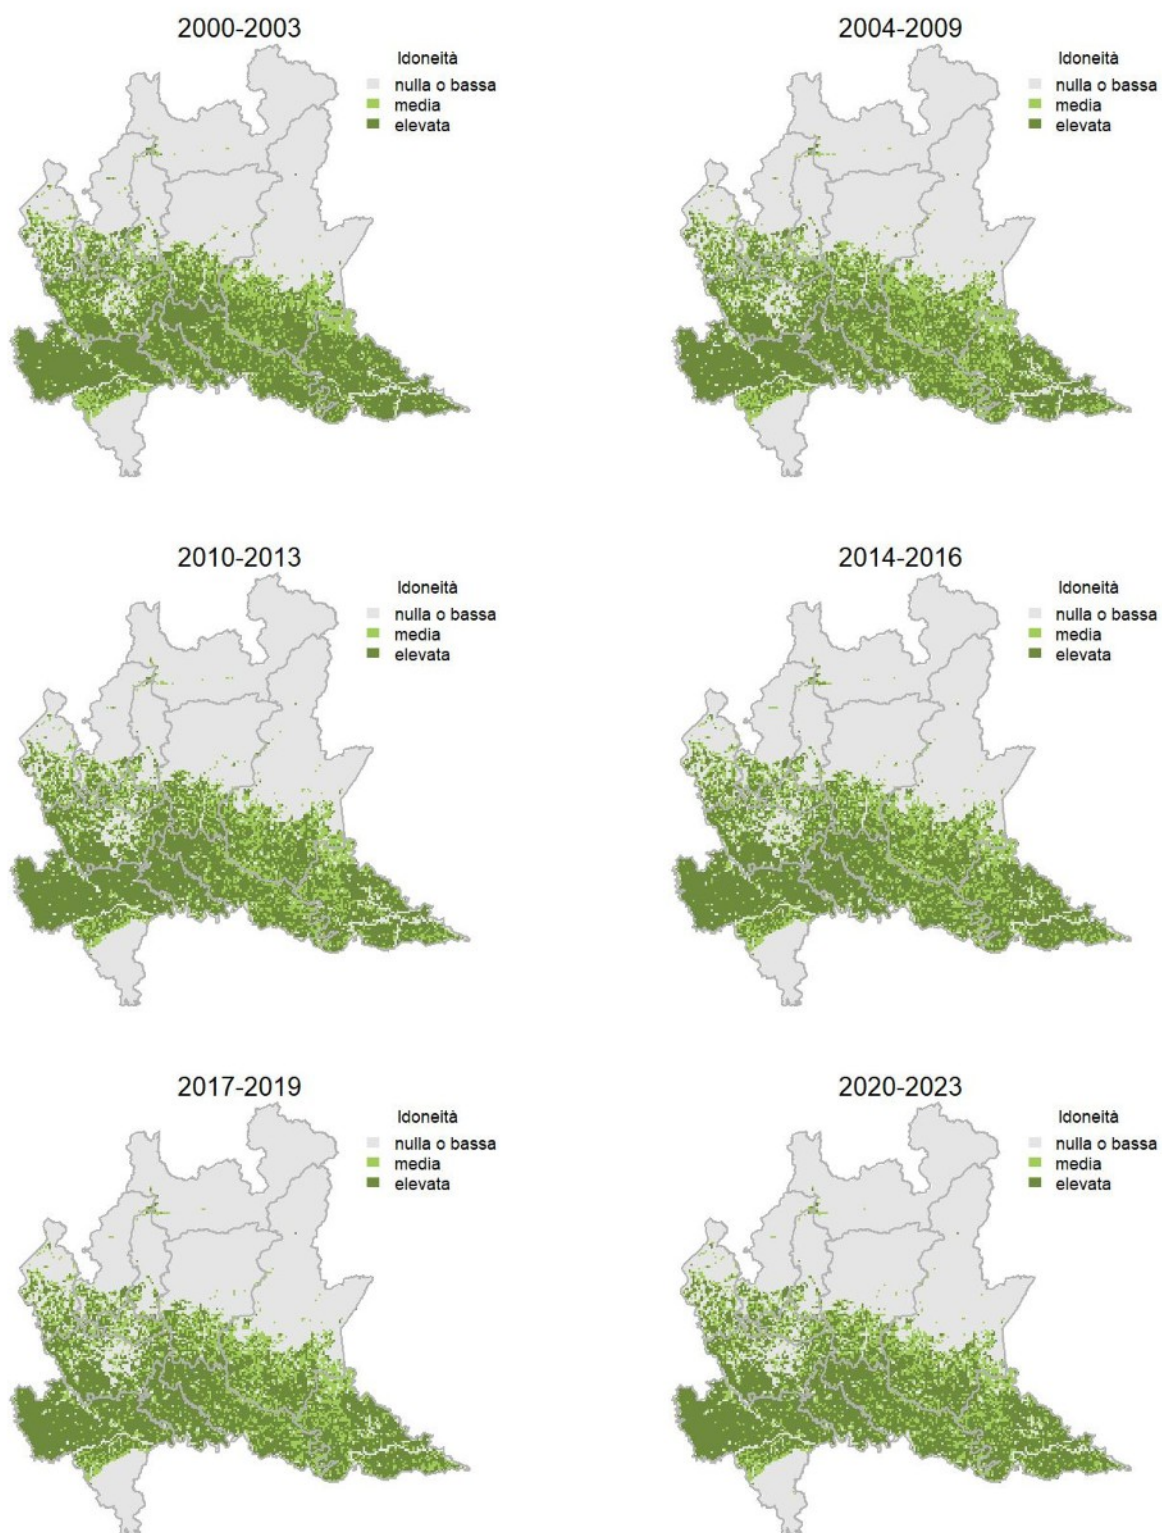 2000-2003
Idoneità
nulla o bassa
media
elevata
2004-2009
Idoneità
nulla o bassa
media
elevata
2010-2013
Idoneità
nulla o bassa
media
elevata
2014-2016
Idoneità
nulla o bassa
media
elevata
2017-2019
Idoneità
nulla o bassa
media
elevata
2020-2023
Idoneità
nulla o bassa
media
elevata